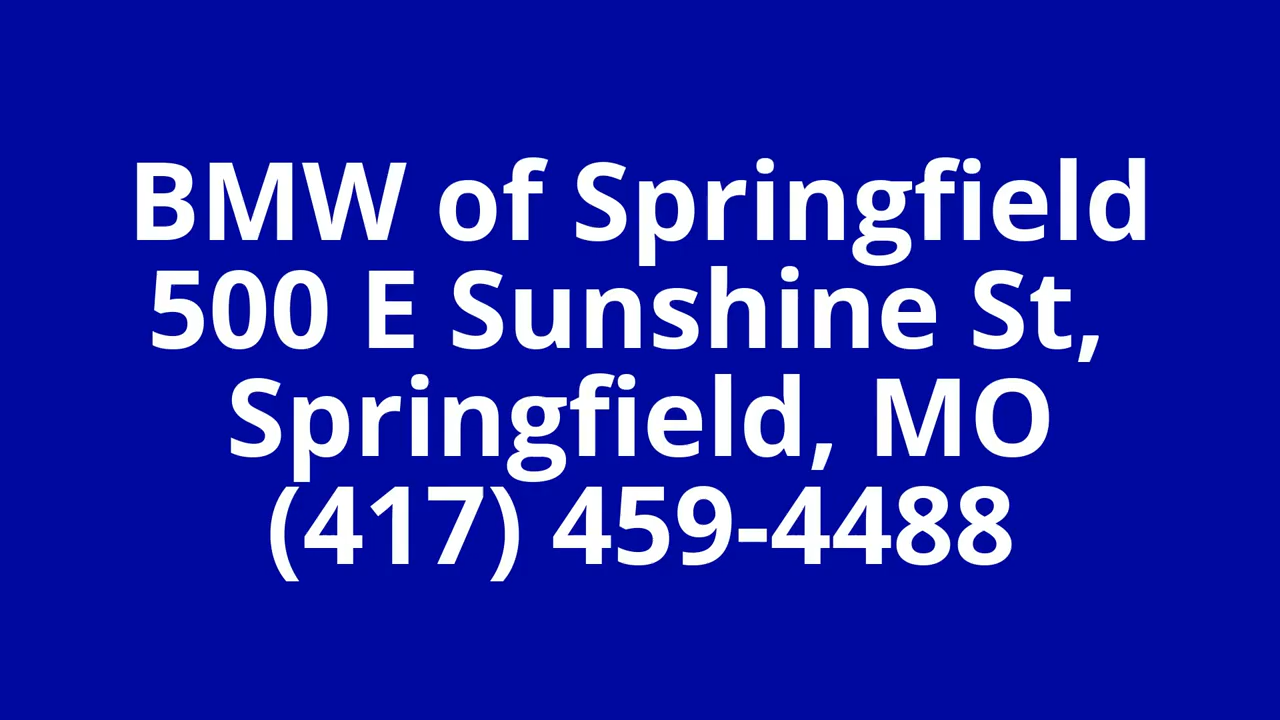 BMW of Springfield
500 E Sunshine St,
Springfield, MO
(417) 459-4488